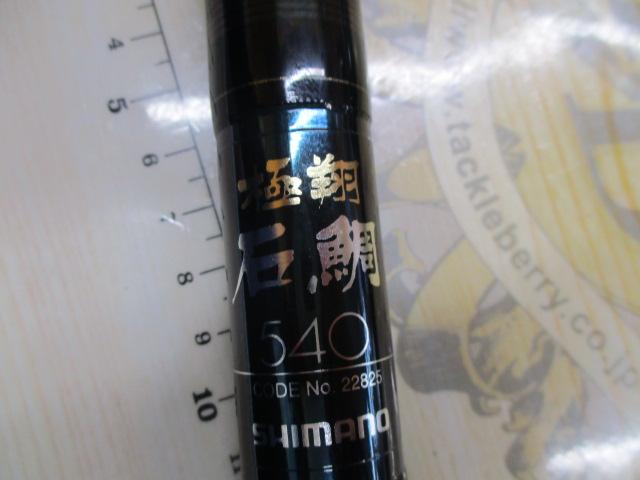 極翔
石鯛
540
CODE No. 22825
SHIMANO
4
5
6
7
8
9
10
11
www.tackleberry.co.jp